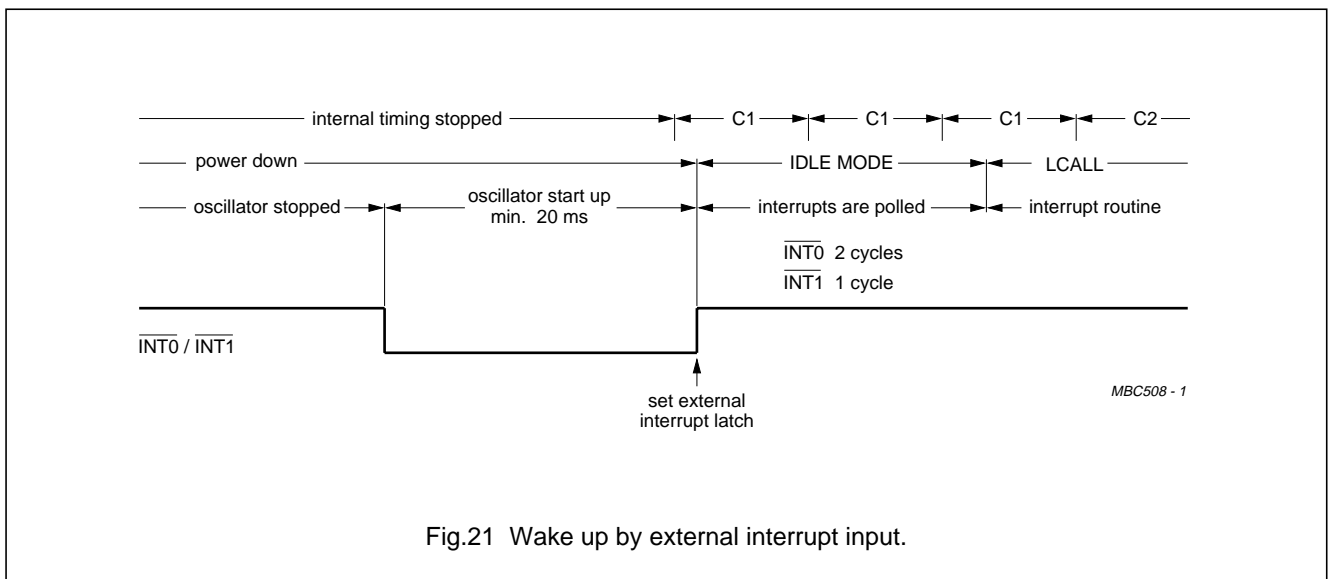 internal timing stopped C1 C1 C1 C2
power down IDLE MODE LCALL
oscillator stopped oscillator start up min. 20 ms interrupts are polled interrupt routine
INT0 2 cycles
INT1 1 cycle
INT0 / INT1
set external
interrupt latch
MBC508 - 1
Fig.21 Wake up by external interrupt input.